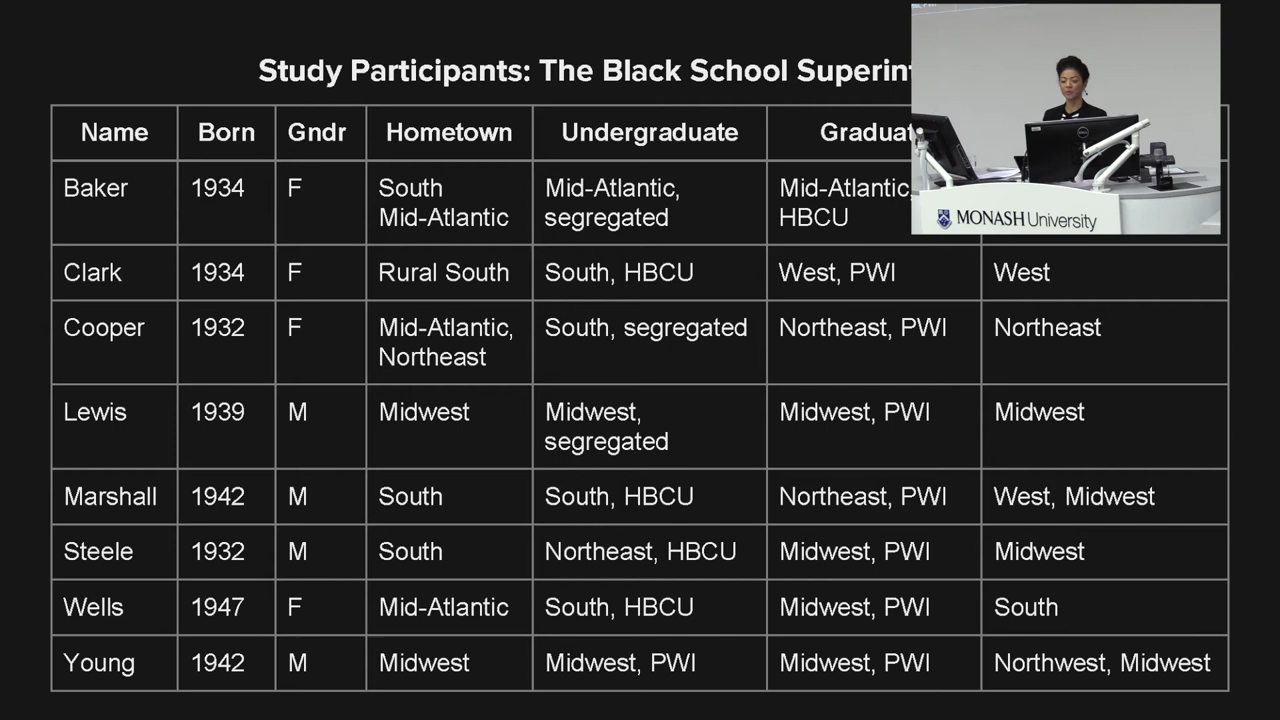 Study Participants: The Black School
Name Born Gndr Hometown Undergraduate
Baker 1934 F South Mid-Atlantic, Mid-Atlantic,
Mid-Atlantic segregated HBCU
Clark 1934 F Rural South South, HBCU West, PWI West
Cooper 1932 F Mid-Atlantic, South, segregated Northeast, PWI Northeast
Northeast
Lewis 1939 M Midwest Midwest, Midwest, PWI Midwest
segregated
Marshall 1942 M South South, HBCU Northeast, PWI West, Midwest
Steele 1932 M South Northeast, HBCU Midwest, PWI Midwest
Wells 1947 F Mid-Atlantic South, HBCU Midwest, PWI South
Young 1942 M Midwest Midwest, PWI Midwest, PWI Northwest, Midwest
MONASH University